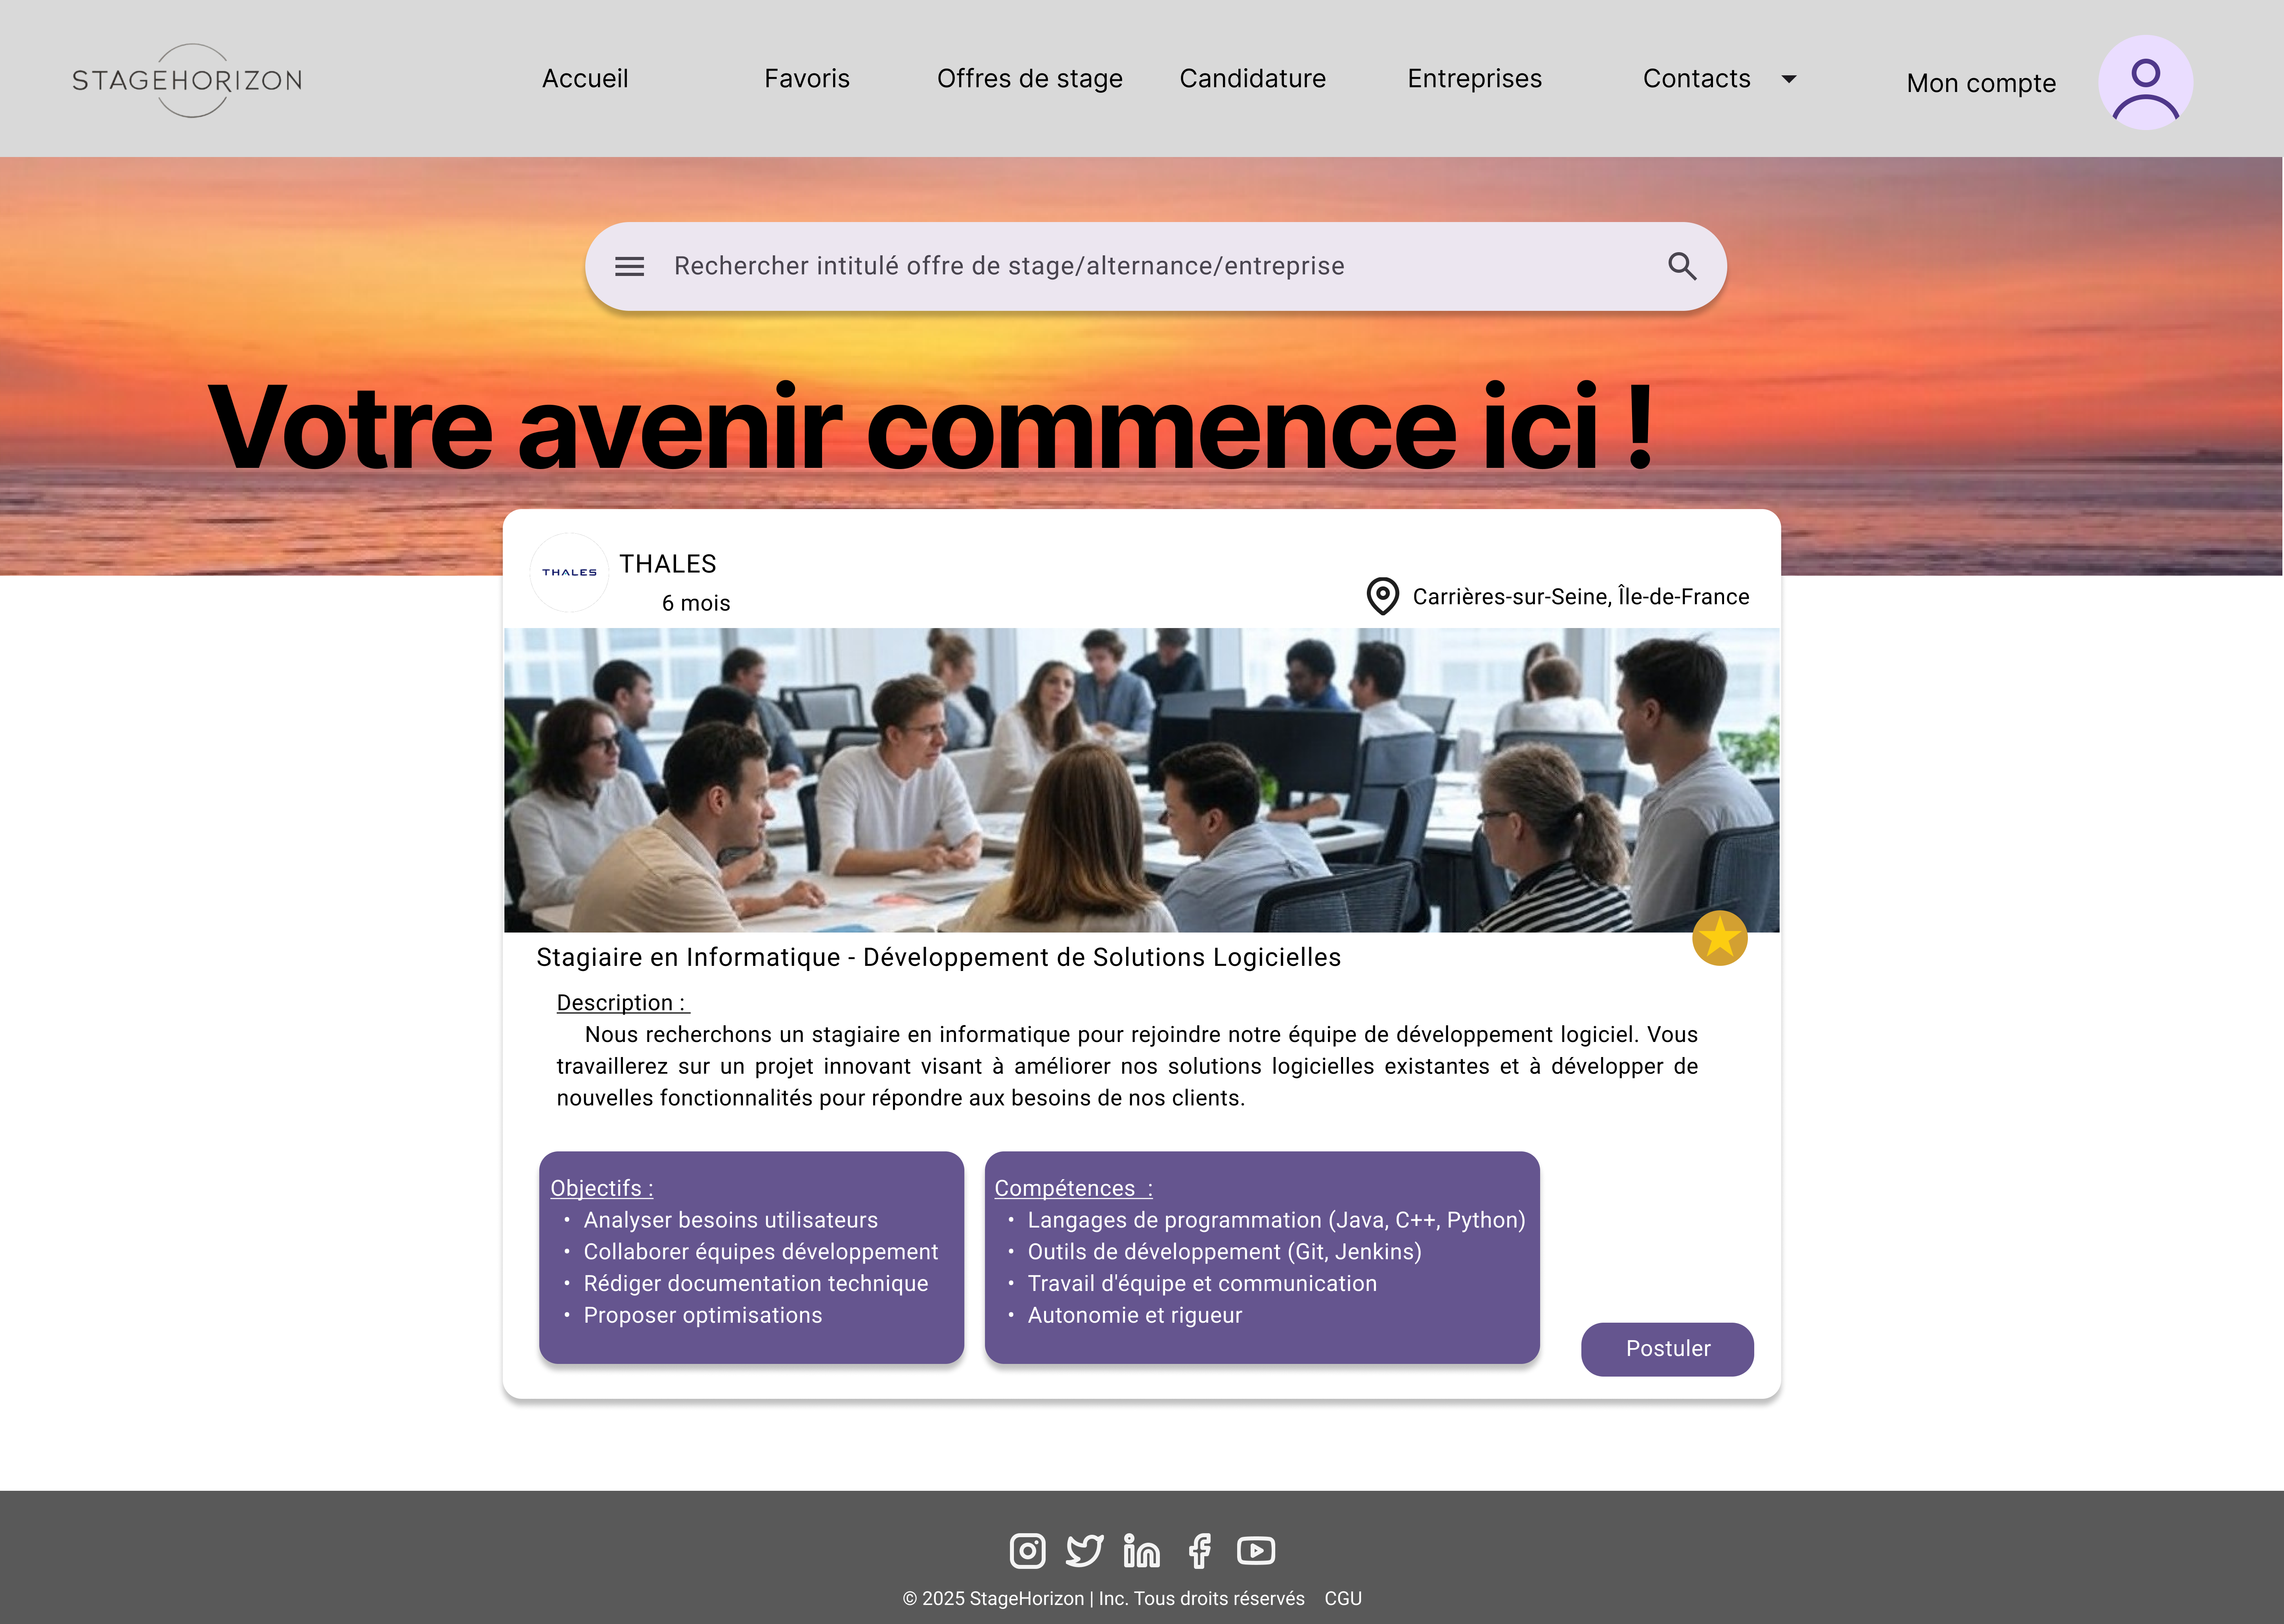 STAGEHORIZON
Accueil
Favoris
Offres de stage
Candidature
Entreprises
Contacts
Mon compte
Rechercher intitulé offre de stage/alternance/entreprise
Votre avenir commence ici !
THALES
THALES
6 mois
Carrières-sur-Seine, Île-de-France
Stagiaire en Informatique - Développement de Solutions Logicielles
Description :
Nous recherchons un stagiaire en informatique pour rejoindre notre équipe de développement logiciel. Vous
travaillerez sur un projet innovant visant à améliorer nos solutions logicielles existantes et à développer de
nouvelles fonctionnalités pour répondre aux besoins de nos clients.
Objectifs :
• Analyser besoins utilisateurs
• Collaborer équipes développement
• Rédiger documentation technique
• Proposer optimisations
Compétences :
• Langages de programmation (Java, C++, Python)
• Outils de développement (Git, Jenkins)
• Travail d'équipe et communication
• Autonomie et rigueur
Postuler
© 2025 StageHorizon | Inc. Tous droits réservés CGU